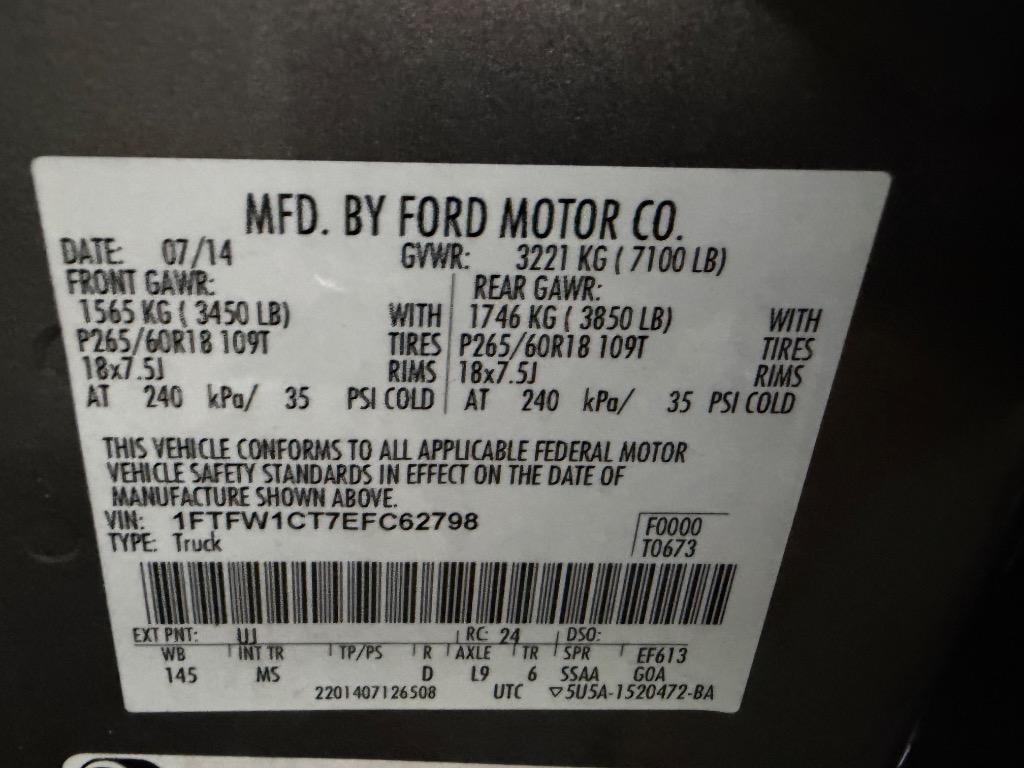 MFD. BY FORD MOTOR CO.
DATE: 07/14 GVWR: 3221 KG ( 7100 LB)
FRONT GAWR: REAR GAWR:
1565 KG ( 3450 LB) WITH 1746 KG ( 3850 LB) WITH
P265/60R18 109T TIRES P265/60R18 109T TIRES
18x7.5J RIMS 18x7.5J RIMS
AT 240 kPa/ 35 PSI COLD AT 240 kPa/ 35 PSI COLD
THIS VEHICLE CONFORMS TO ALL APPLICABLE FEDERAL MOTOR
VEHICLE SAFETY STANDARDS IN EFFECT ON THE DATE OF
MANUFACTURE SHOWN ABOVE.
VIN: 1FTFW1CT7EFC62798 F0000
TYPE: Truck T0673
EXT PNT: UJ RC: 24 DSO:
WB INT TR TP/PS R AXLE TR SPR EF613
145 MS D L9 6 SSAA GOA
2201407126508 UTC ▽5U5A-1520472-BA